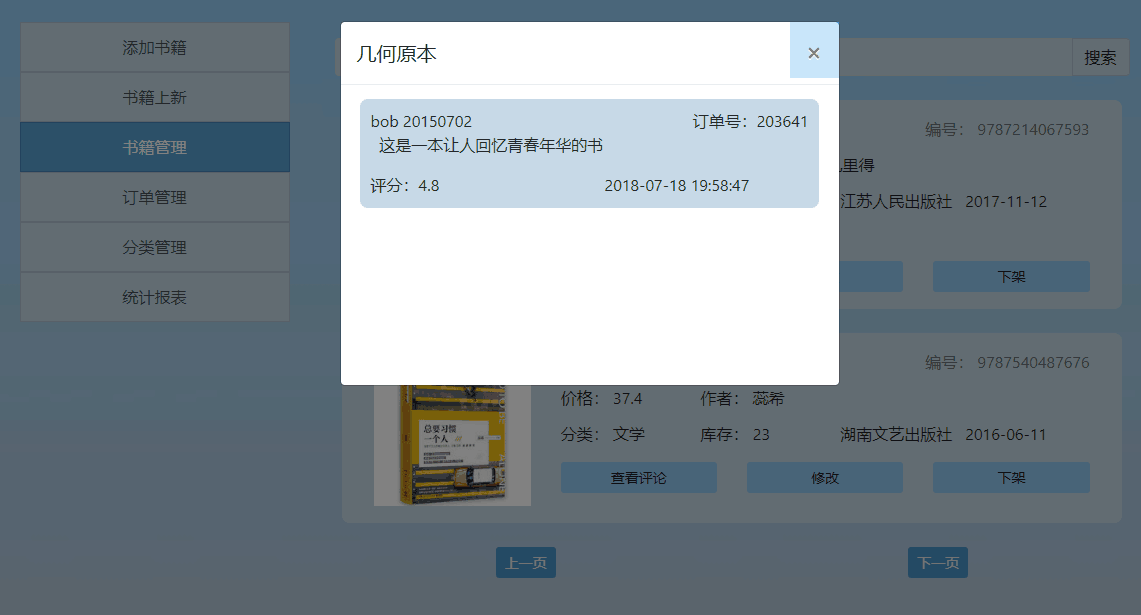 添加书籍
书籍上新
书籍管理
订单管理
分类管理
统计报表
几何原本
×
bob 20150702 订单号：203641
这是一本让人回忆青春年华的书
评分：4.8 2018-07-18 19:58:47
搜索
编号： 9787214067593
里得
江苏人民出版社 2017-11-12
下架
编号： 9787540487676
价格： 37.4 作者： 蕊希
分类： 文学 库存： 23 湖南文艺出版社 2016-06-11
总要习惯
一个人
查看评论 修改 下架
上一页 下一页